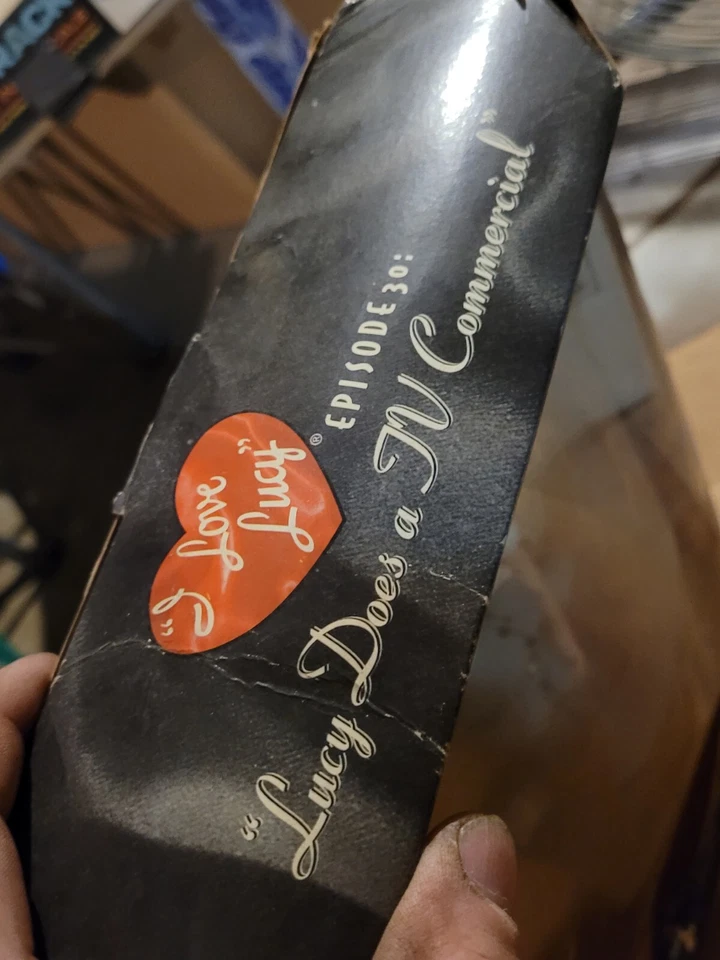 "I Love
Lucy"®
EPISODE 30:
"Lucy Does a TV Commercial"